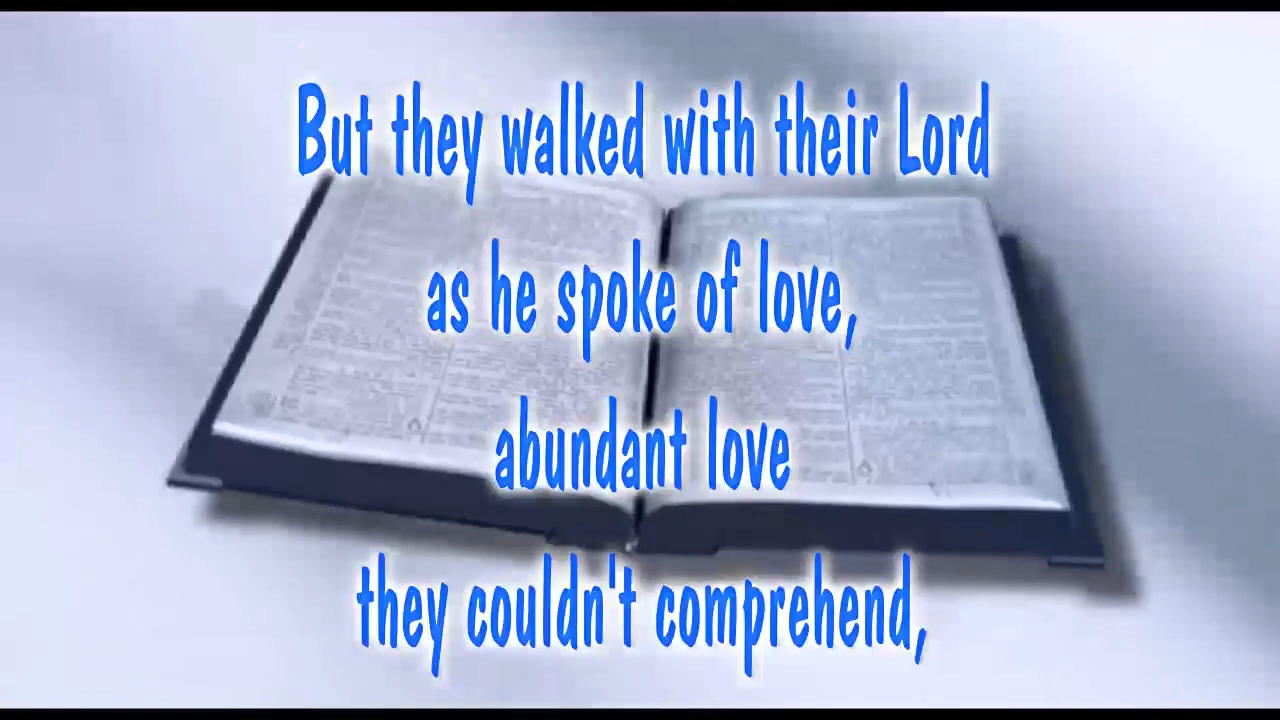 But they walked with their Lord
as he spoke of love,
abundant love
they couldn't comprehend,